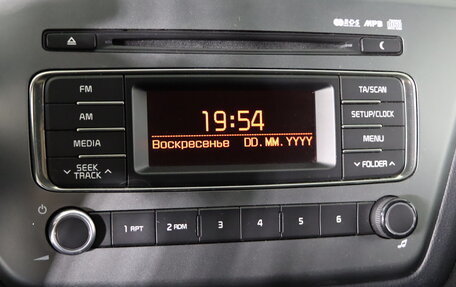 RDS MP3
FM
TA/SCAN
19:54
AM
SETUP/CLOCK
MEDIA
Воскресенье DD.MM.YYYY
MENU
SEEK
TRACK
FOLDER
1 RPT
2 RDM
3
4
5
6